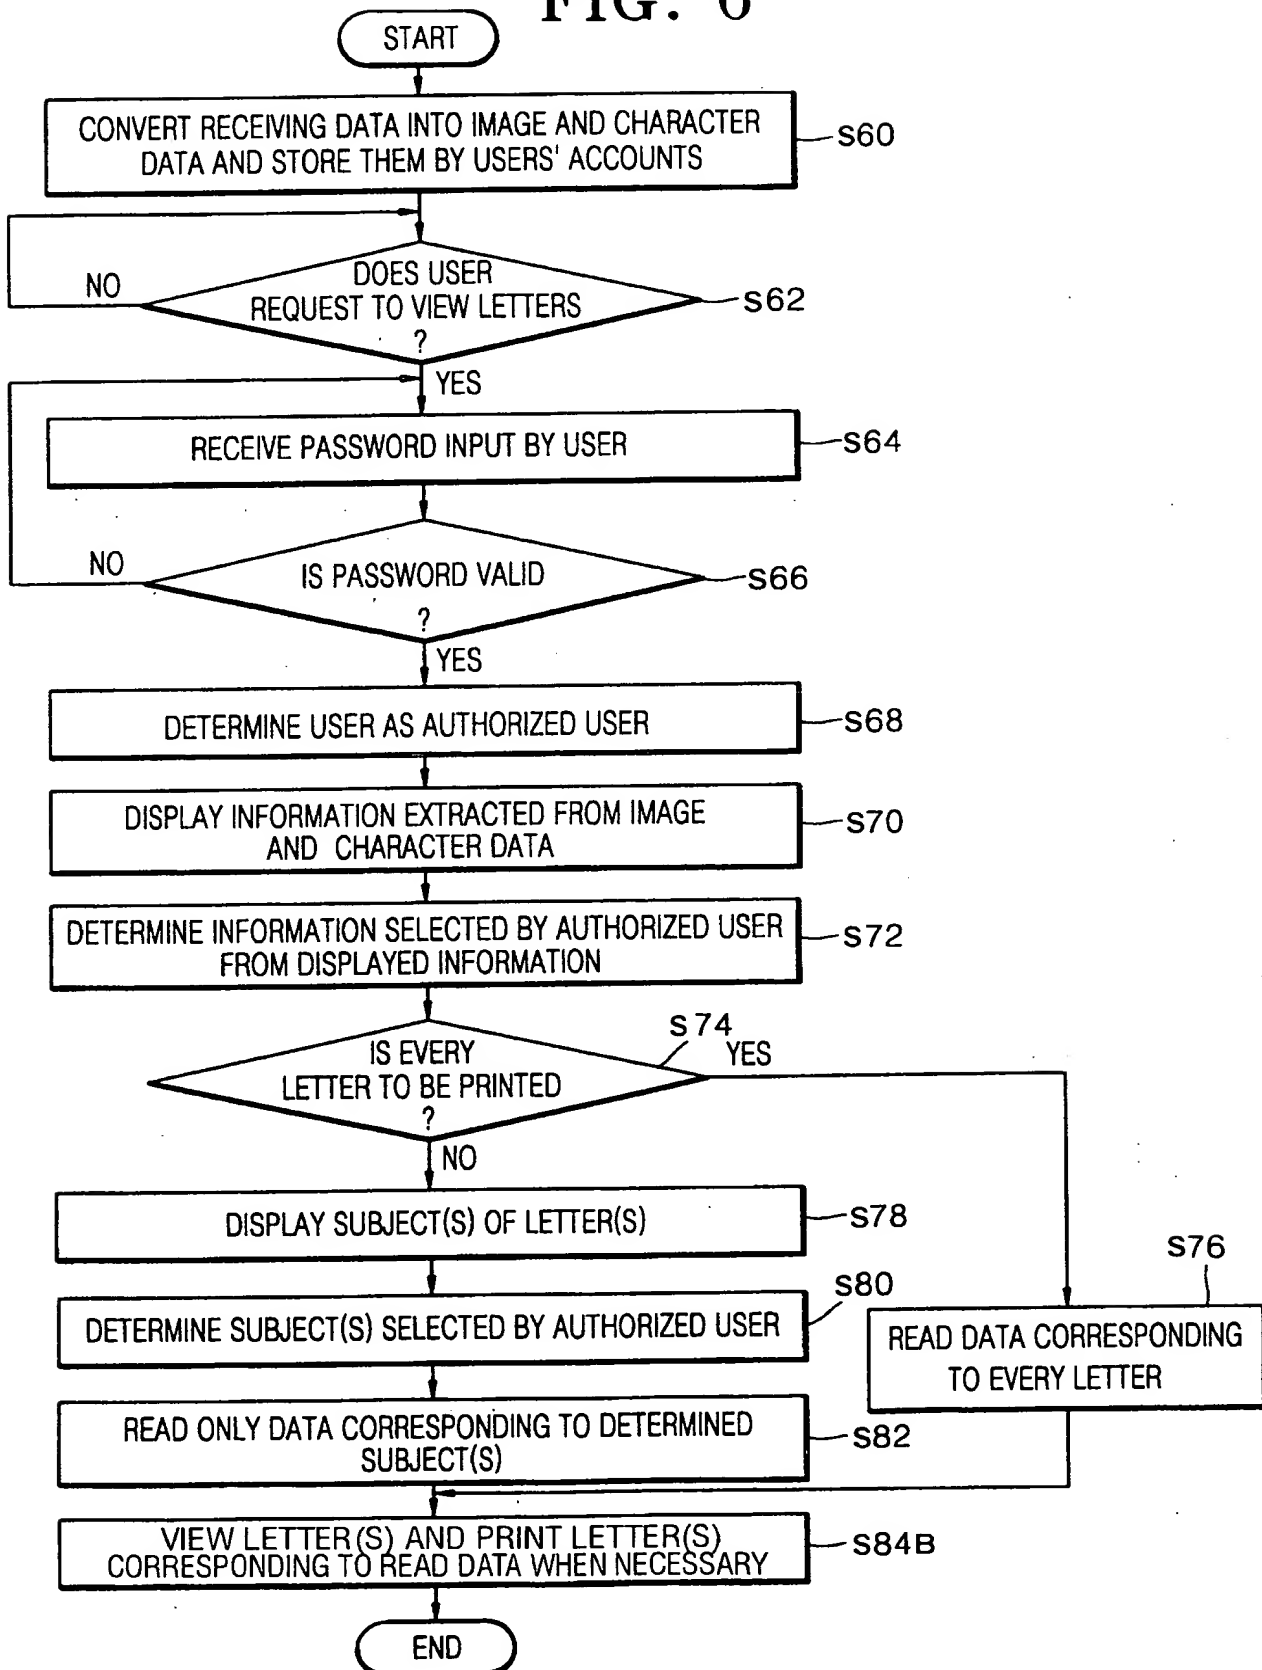 FIG. 6
START
CONVERT RECEIVING DATA INTO IMAGE AND CHARACTER
DATA AND STORE THEM BY USERS' ACCOUNTS
S60
DOES USER
REQUEST TO VIEW LETTERS
?
NO
S62
YES
RECEIVE PASSWORD INPUT BY USER
S64
NO
IS PASSWORD VALID
?
S66
YES
DETERMINE USER AS AUTHORIZED USER
S68
DISPLAY INFORMATION EXTRACTED FROM IMAGE
AND CHARACTER DATA
S70
DETERMINE INFORMATION SELECTED BY AUTHORIZED USER
FROM DISPLAYED INFORMATION
S72
IS EVERY
LETTER TO BE PRINTED
?
S74
YES
NO
DISPLAY SUBJECT(S) OF LETTER(S)
S78
S76
READ DATA CORRESPONDING
TO EVERY LETTER
S80
DETERMINE SUBJECT(S) SELECTED BY AUTHORIZED USER
READ ONLY DATA CORRESPONDING TO DETERMINED
SUBJECT(S)
S82
VIEW LETTER(S) AND PRINT LETTER(S)
CORRESPONDING TO READ DATA WHEN NECESSARY
S84B
END